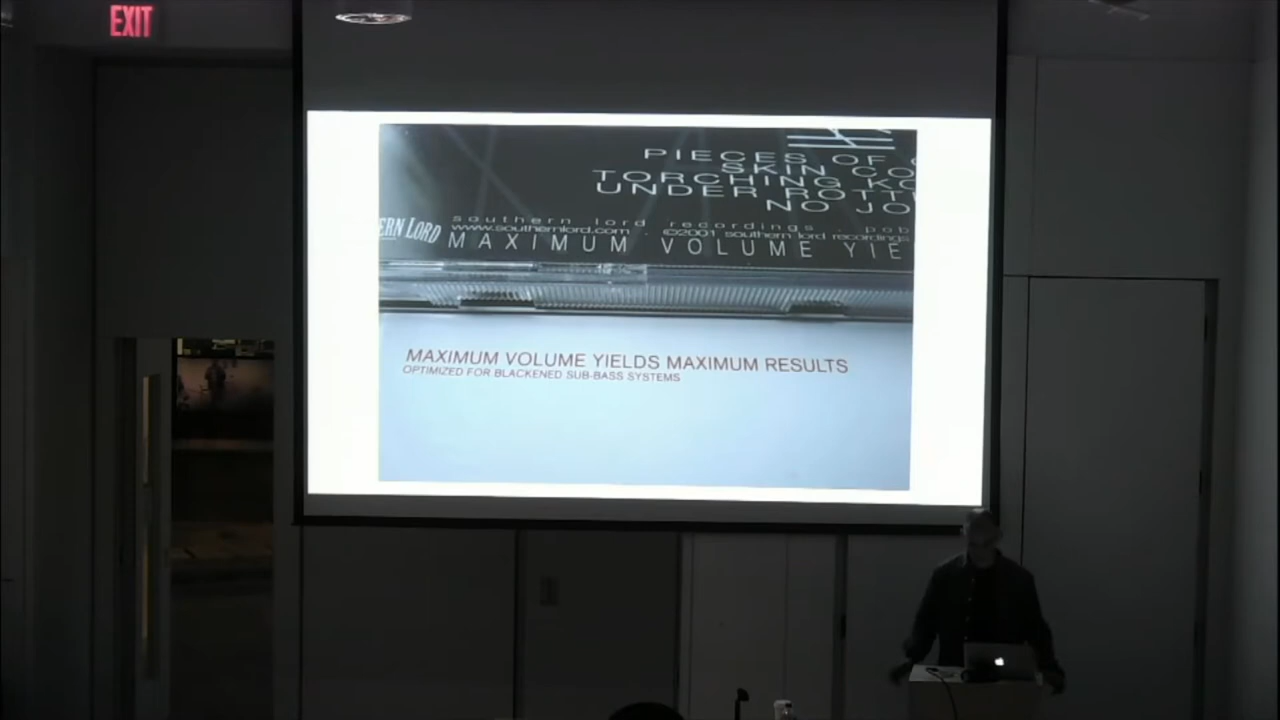 EXIT
PIECES OF
SKIN CO
TORCHING KO
UNDER ROTT
NO JO
ERN LORD
southern lord recordings . pob
www.southernlord.com . ©2001 southern lord recordings
MAXIMUM VOLUME YIE
MAXIMUM VOLUME YIELDS MAXIMUM RESULTS
OPTIMIZED FOR BLACKENED SUB-BASS SYSTEMS